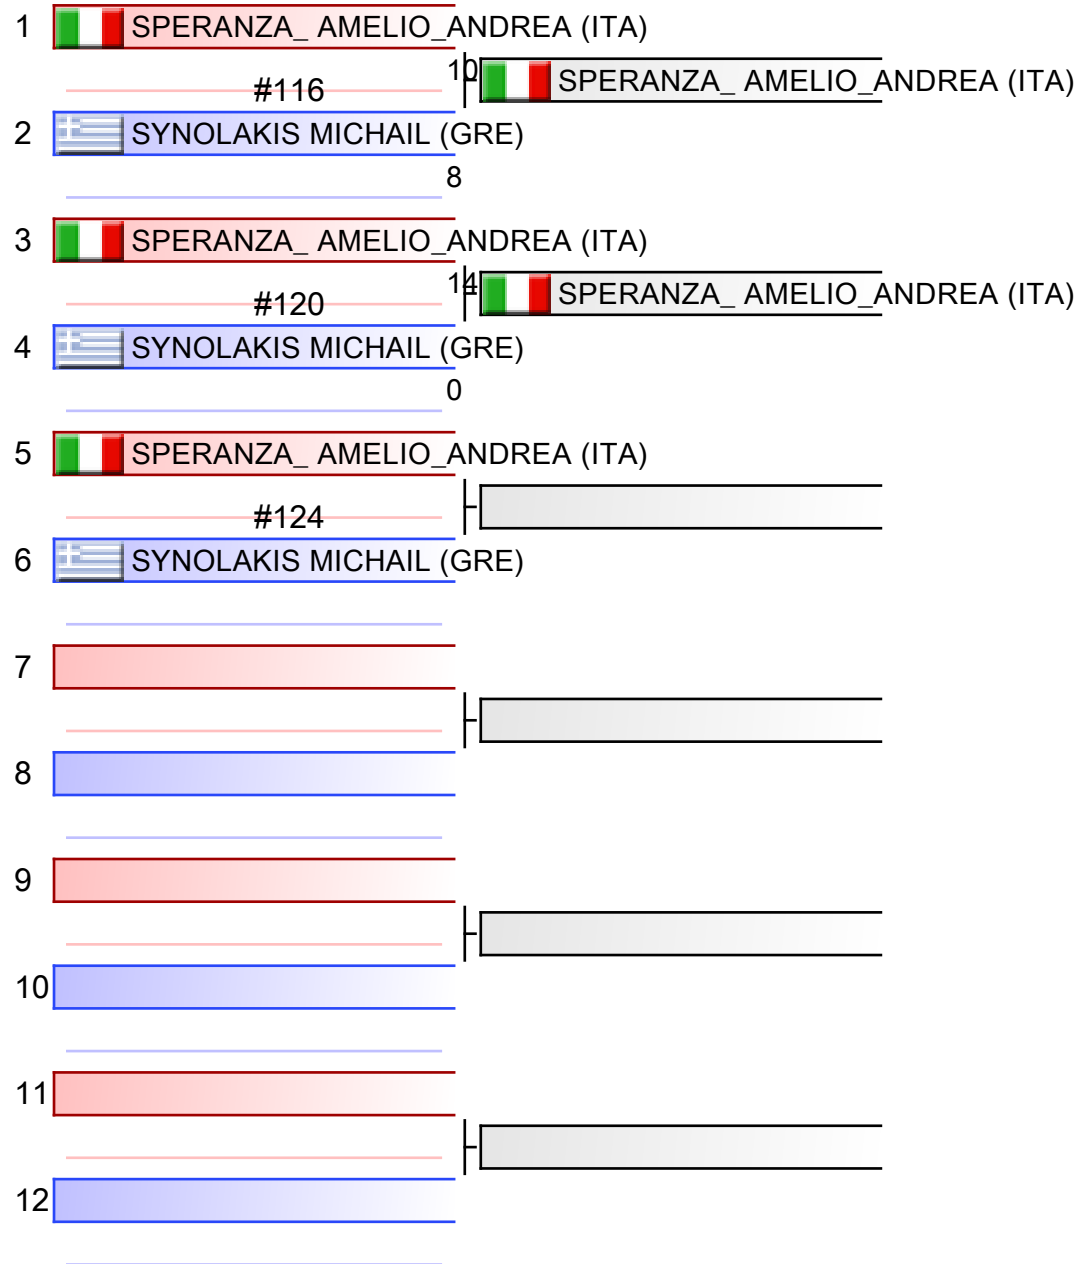 1 SPERANZA_ AMELIO_ANDREA (ITA)
10 SPERANZA_ AMELIO_ANDREA (ITA)
#116
2 SYNOLAKIS MICHAIL (GRE)
8
3 SPERANZA_ AMELIO_ANDREA (ITA)
14 SPERANZA_ AMELIO_ANDREA (ITA)
#120
4 SYNOLAKIS MICHAIL (GRE)
0
5 SPERANZA_ AMELIO_ANDREA (ITA)
#124
6 SYNOLAKIS MICHAIL (GRE)
7
8
9
10
11
12